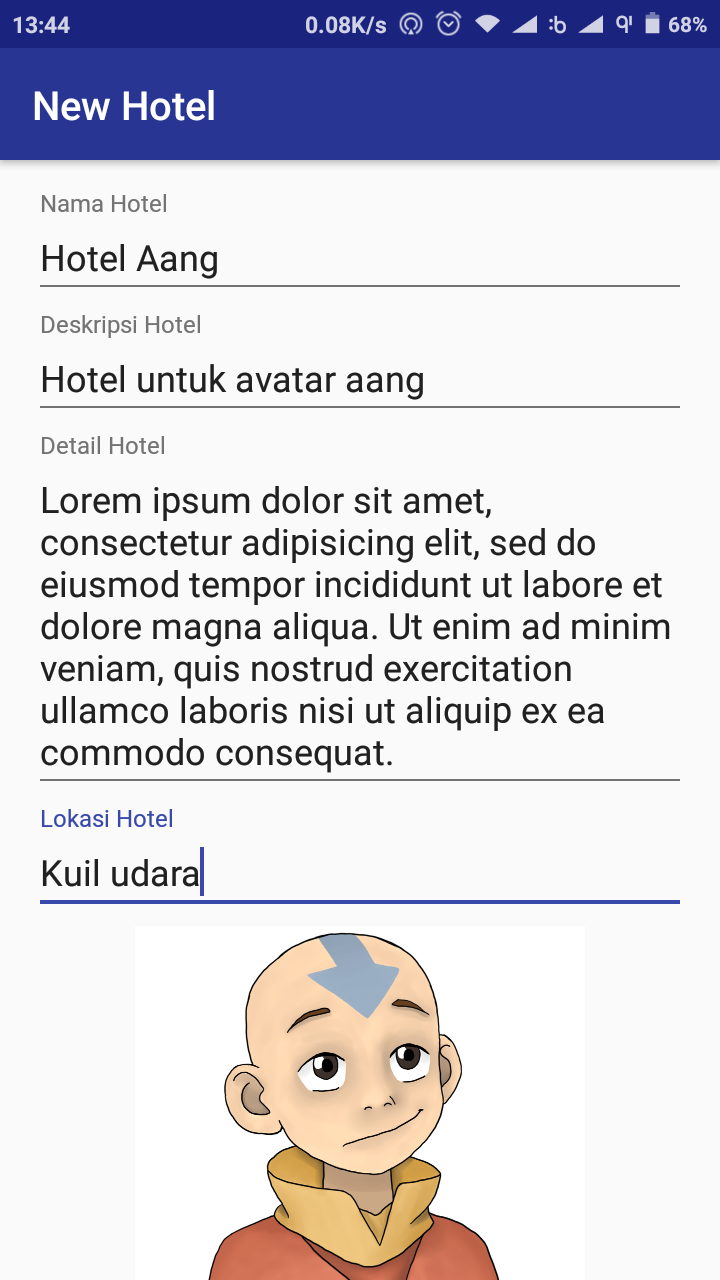 13:44 0.08K/s 68%
New Hotel
Nama Hotel
Hotel Aang
Deskripsi Hotel
Hotel untuk avatar aang
Detail Hotel
Lorem ipsum dolor sit amet,
consectetur adipisicing elit, sed do
eiusmod tempor incididunt ut labore et
dolore magna aliqua. Ut enim ad minim
veniam, quis nostrud exercitation
ullamco laboris nisi ut aliquip ex ea
commodo consequat.
Lokasi Hotel
Kuil udara